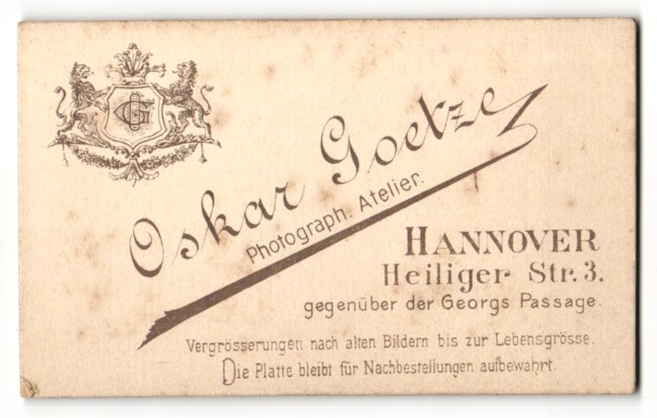 OG
Oskar Goetze
Photograph. Atelier.
HANNOVER
Heiliger Str. 3.
gegenüber der Georgs Passage.
Vergrösserungen nach alten Bildern bis zur Lebensgrösse.
Die Platte bleibt für Nachbestellungen aufbewahrt.